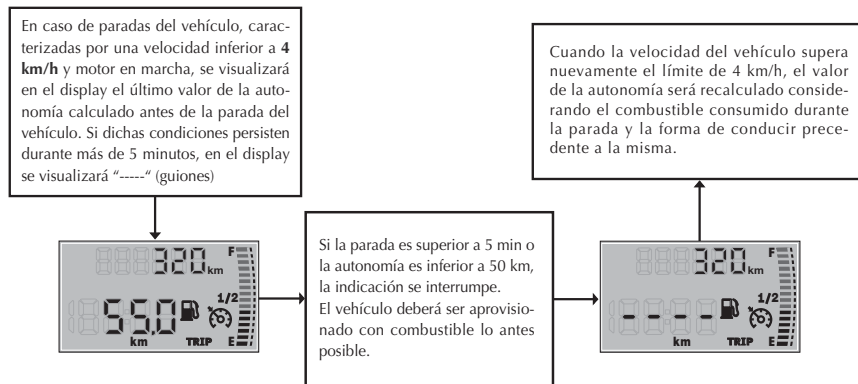 En caso de paradas del vehículo, carac-
terizadas por una velocidad inferior a 4
km/h y motor en marcha, se visualizará
en el display el último valor de la auto-
nomía calculado antes de la parada del
vehículo. Si dichas condiciones persisten
durante más de 5 minutos, en el display
se visualizará “-----“ (guiones)
Cuando la velocidad del vehículo supera
nuevamente el límite de 4 km/h, el valor
de la autonomía será recalculado conside-
rando el combustible consumido durante
la parada y la forma de conducir prece-
dente a la misma.
320 km F
1/2
55.0
km TRIP E
Si la parada es superior a 5 min o
la autonomía es inferior a 50 km,
la indicación se interrumpe.
El vehículo deberá ser aprovisio-
nado con combustible lo antes
posible.
320 km F
1/2
----
km TRIP E